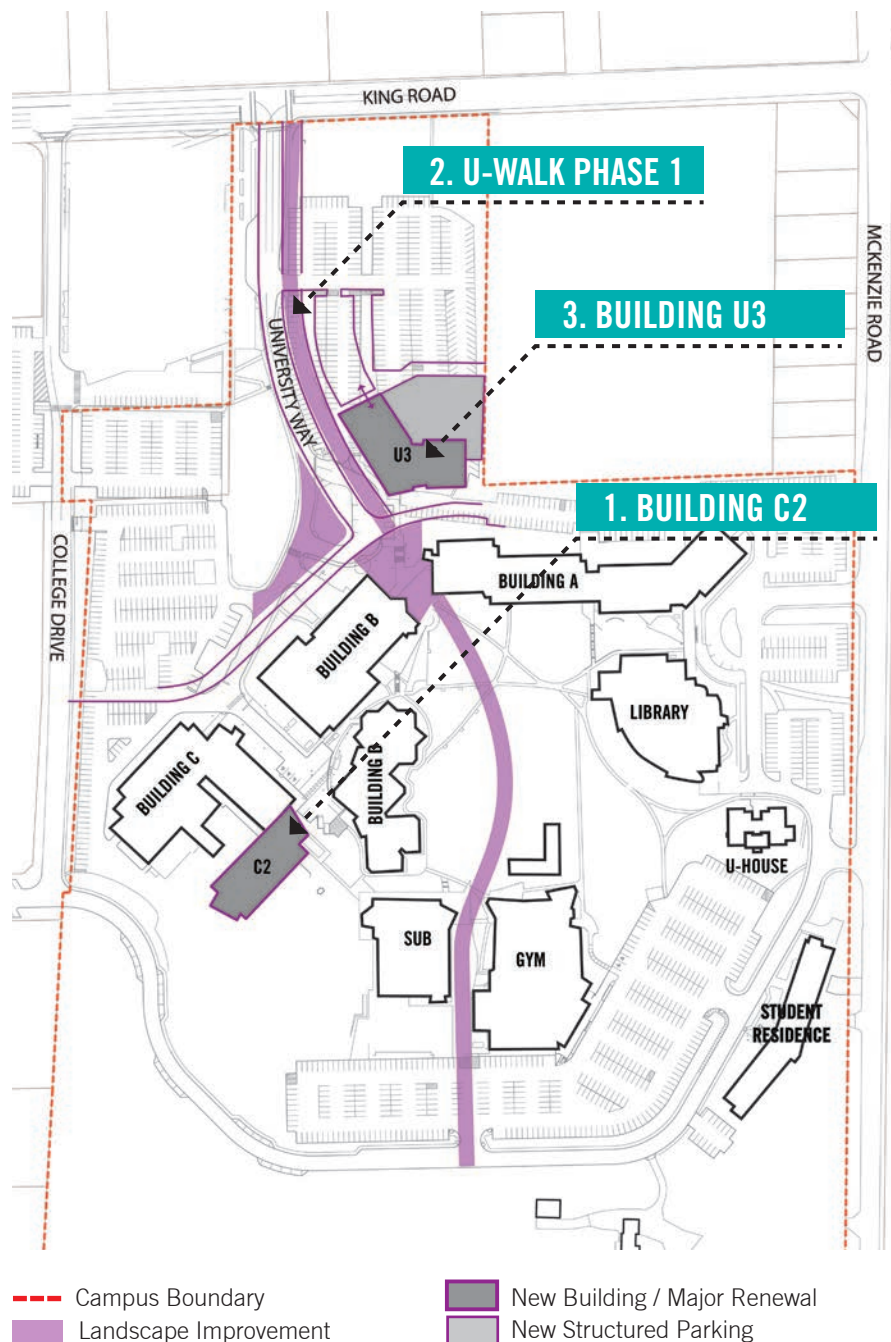 KING ROAD
2. U-WALK PHASE 1
MCKENZIE ROAD
3. BUILDING U3
UNIVERSITY WAY
U3
1. BUILDING C2
COLLEGE DRIVE
BUILDING A
BUILDING B
LIBRARY
BUILDING C
BUILDING D
U-HOUSE
C2
SUB
GYM
STUDENT
RESIDENCE
Campus Boundary
New Building / Major Renewal
Landscape Improvement
New Structured Parking